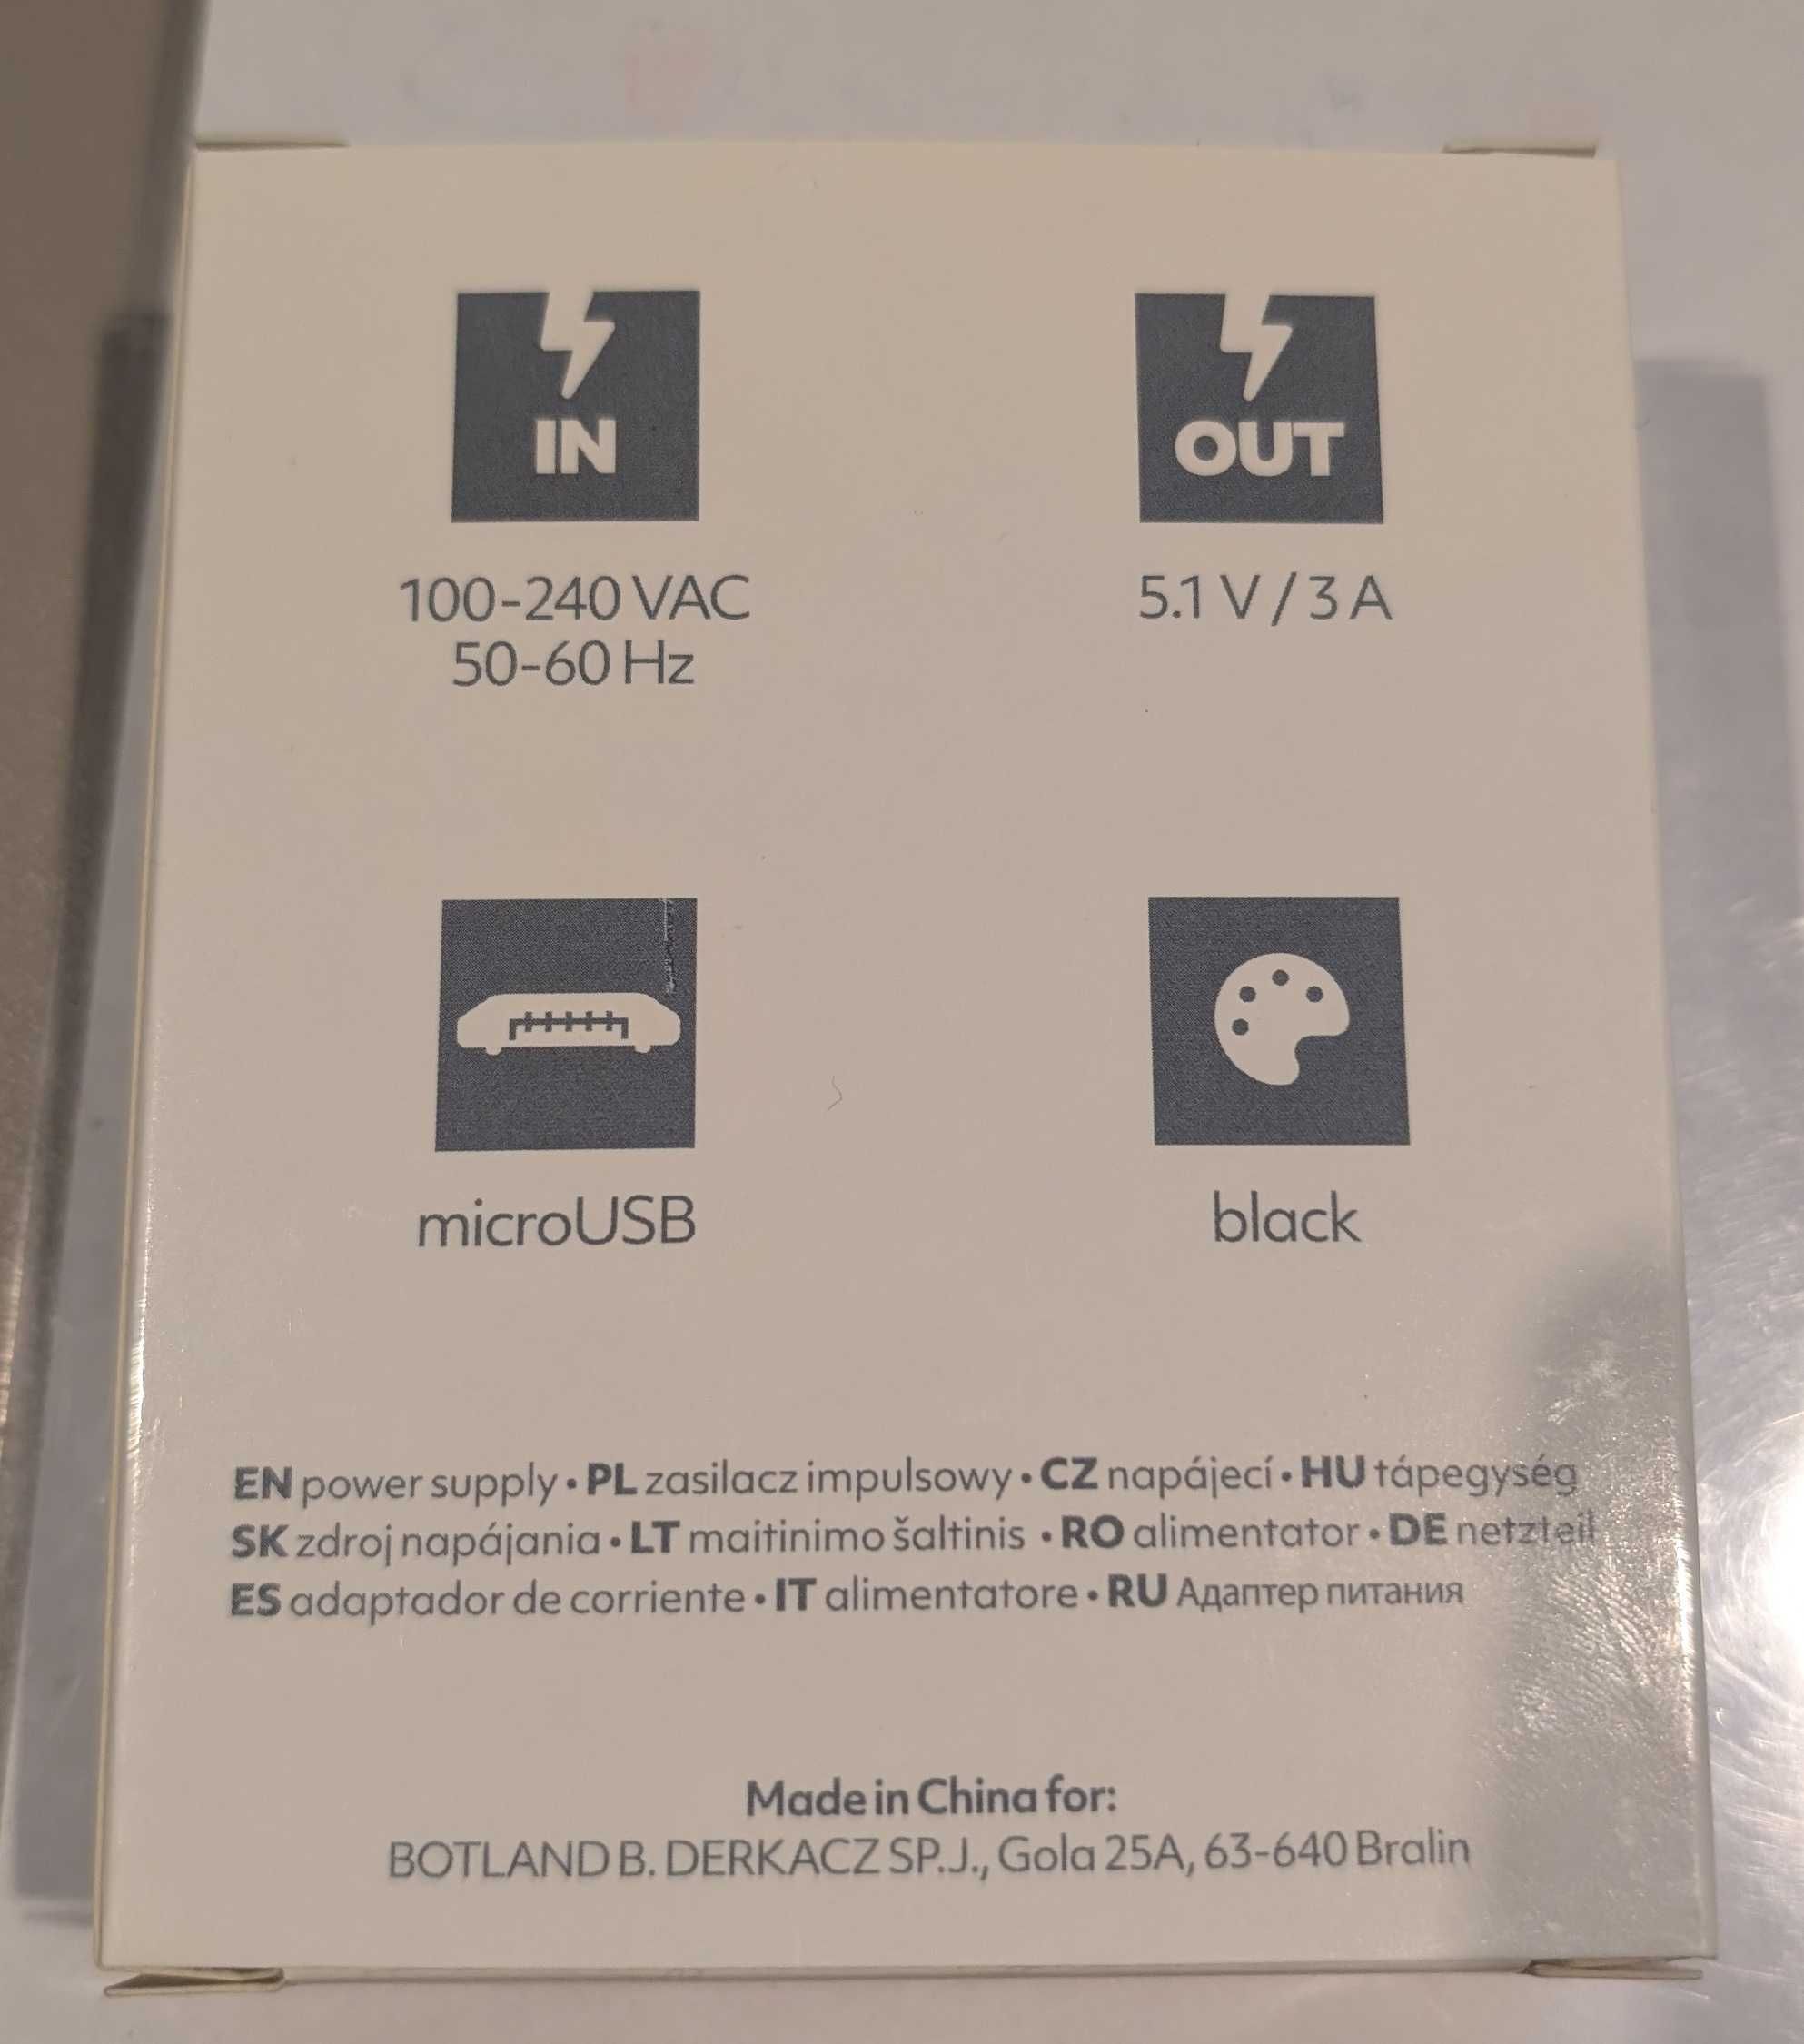 IN
OUT
100-240 VAC
50-60 Hz
5.1 V / 3 A
microUSB
black
EN power supply • PL zasilacz impulsowy • CZ napájecí • HU tápegység
SK zdroj napájania • LT maitinimo šaltinis • RO alimentator • DE netzteil
ES adaptador de corriente • IT alimentatore • RU Адаптер питания
Made in China for:
BOTLAND B. DERKACZ SP.J., Gola 25A, 63-640 Bralin